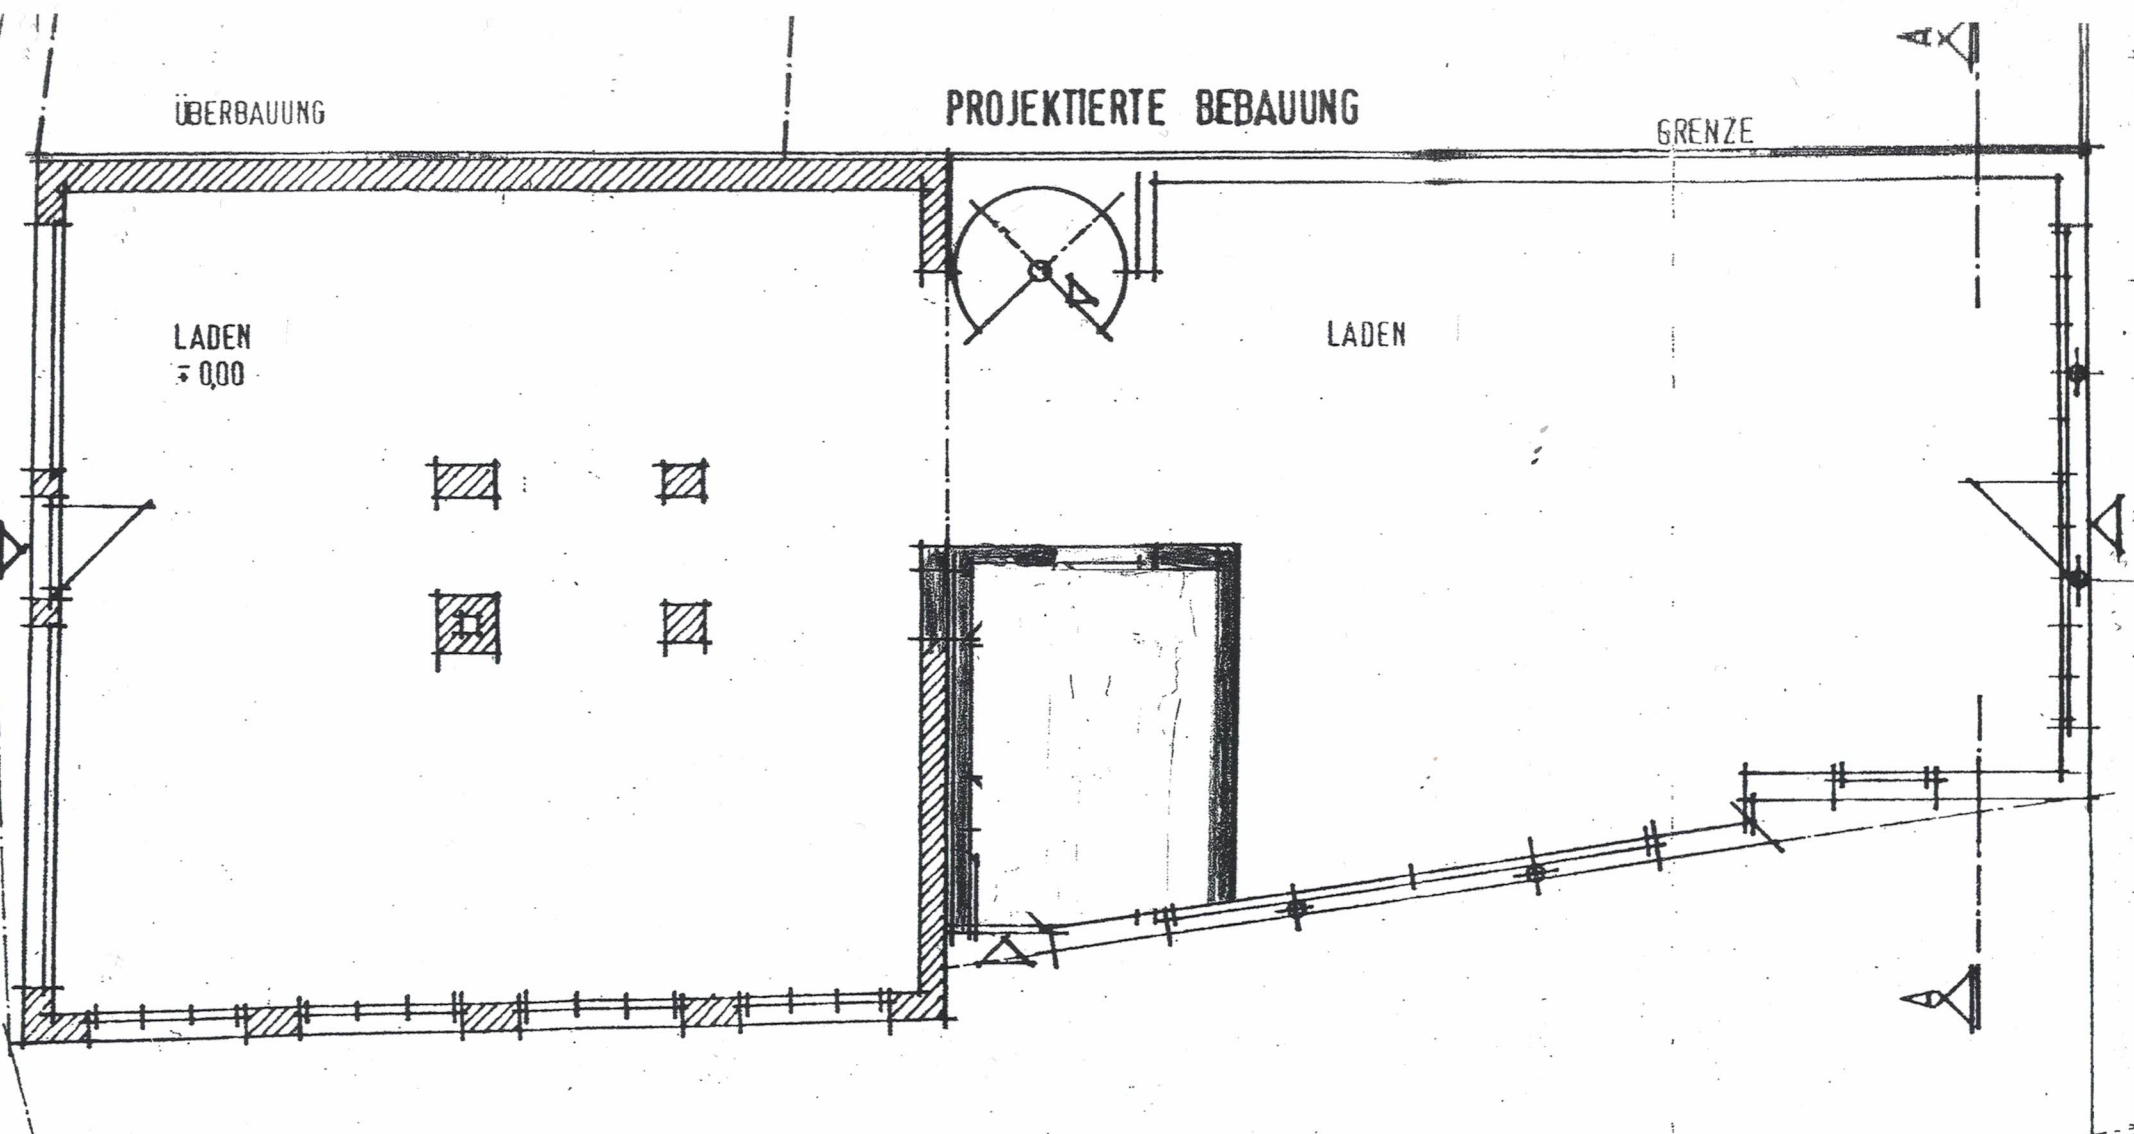 A
PROJEKTIERTE BEBAUUNG
ÜBERBAUUNG
GRENZE
LADEN
LADEN
∓ 0,00
A